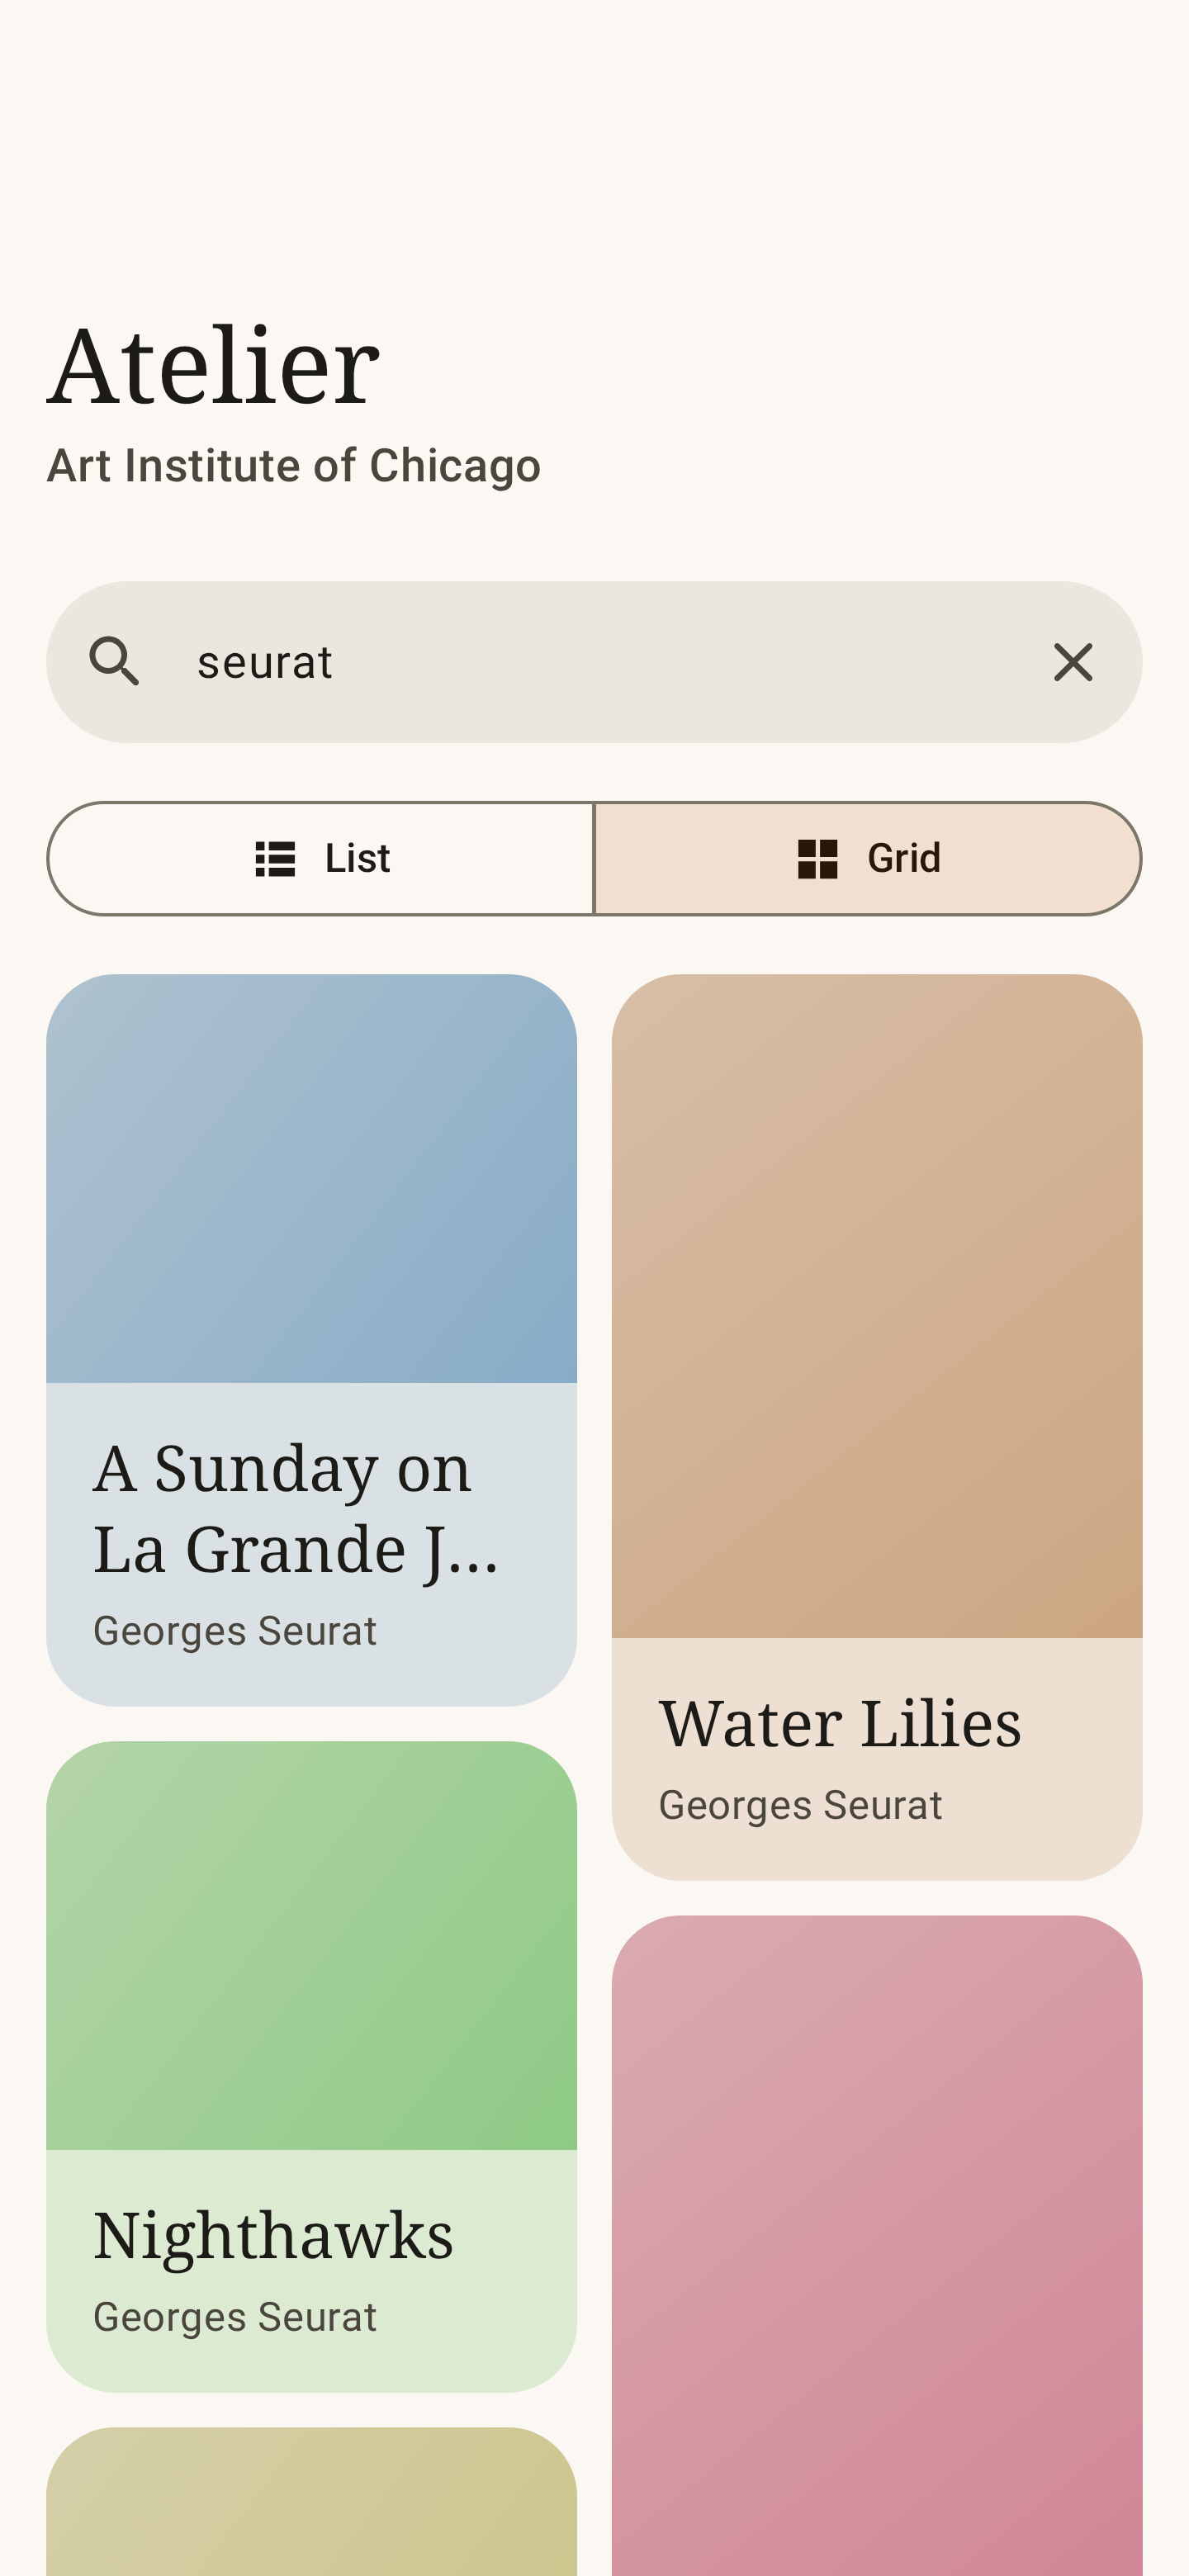 Atelier
Art Institute of Chicago
seurat
List
Grid
A Sunday on
La Grande J...
Georges Seurat
Water Lilies
Georges Seurat
Nighthawks
Georges Seurat